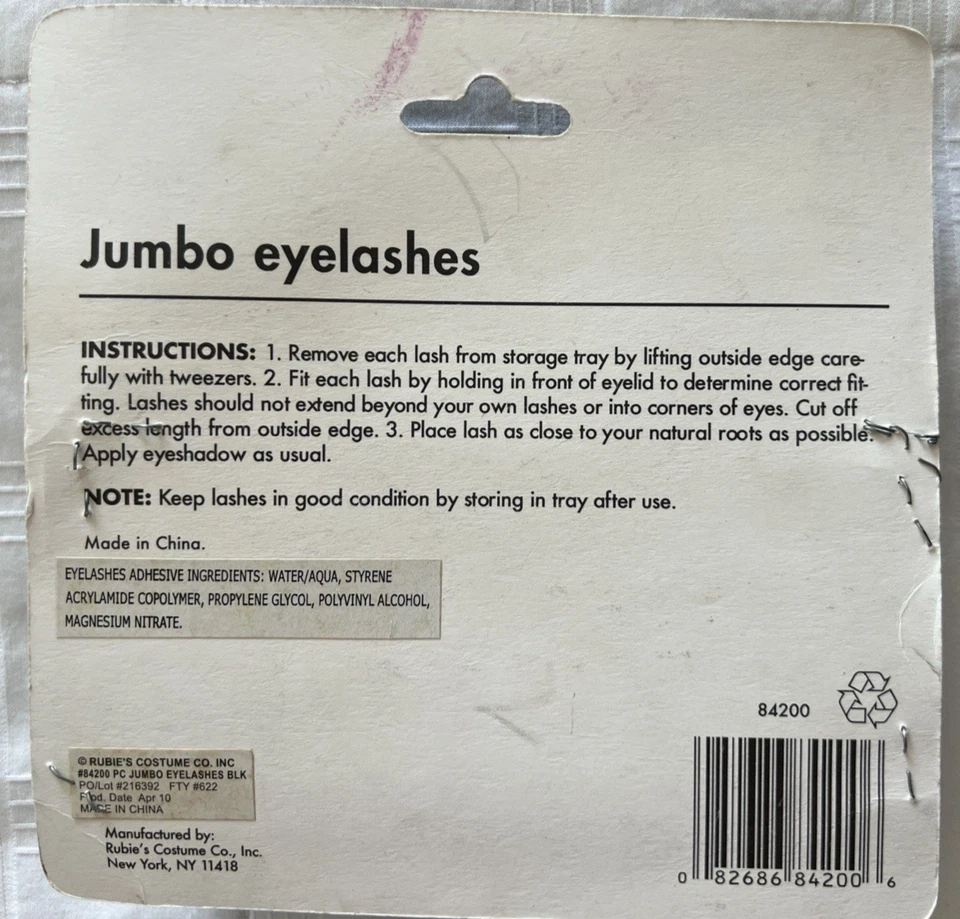 Jumbo eyelashes
INSTRUCTIONS: 1. Remove each lash from storage tray by lifting outside edge care-
fully with tweezers. 2. Fit each lash by holding in front of eyelid to determine correct fit-
ting. Lashes should not extend beyond your own lashes or into corners of eyes. Cut off
excess length from outside edge. 3. Place lash as close to your natural roots as possible.
Apply eyeshadow as usual.
NOTE: Keep lashes in good condition by storing in tray after use.
Made in China.
EYELASHES ADHESIVE INGREDIENTS: WATER/AQUA, STYRENE
ACRYLAMIDE COPOLYMER, PROPYLENE GLYCOL, POLYVINYL ALCOHOL,
MAGNESIUM NITRATE.
84200
© RUBIE'S COSTUME CO. INC
#84200 PC JUMBO EYELASHES BLK
PO/Lot #216392 FTY #622
Prod. Date Apr 10
MADE IN CHINA
Manufactured by:
Rubie's Costume Co., Inc.
New York, NY 11418
0 82686 84200 6